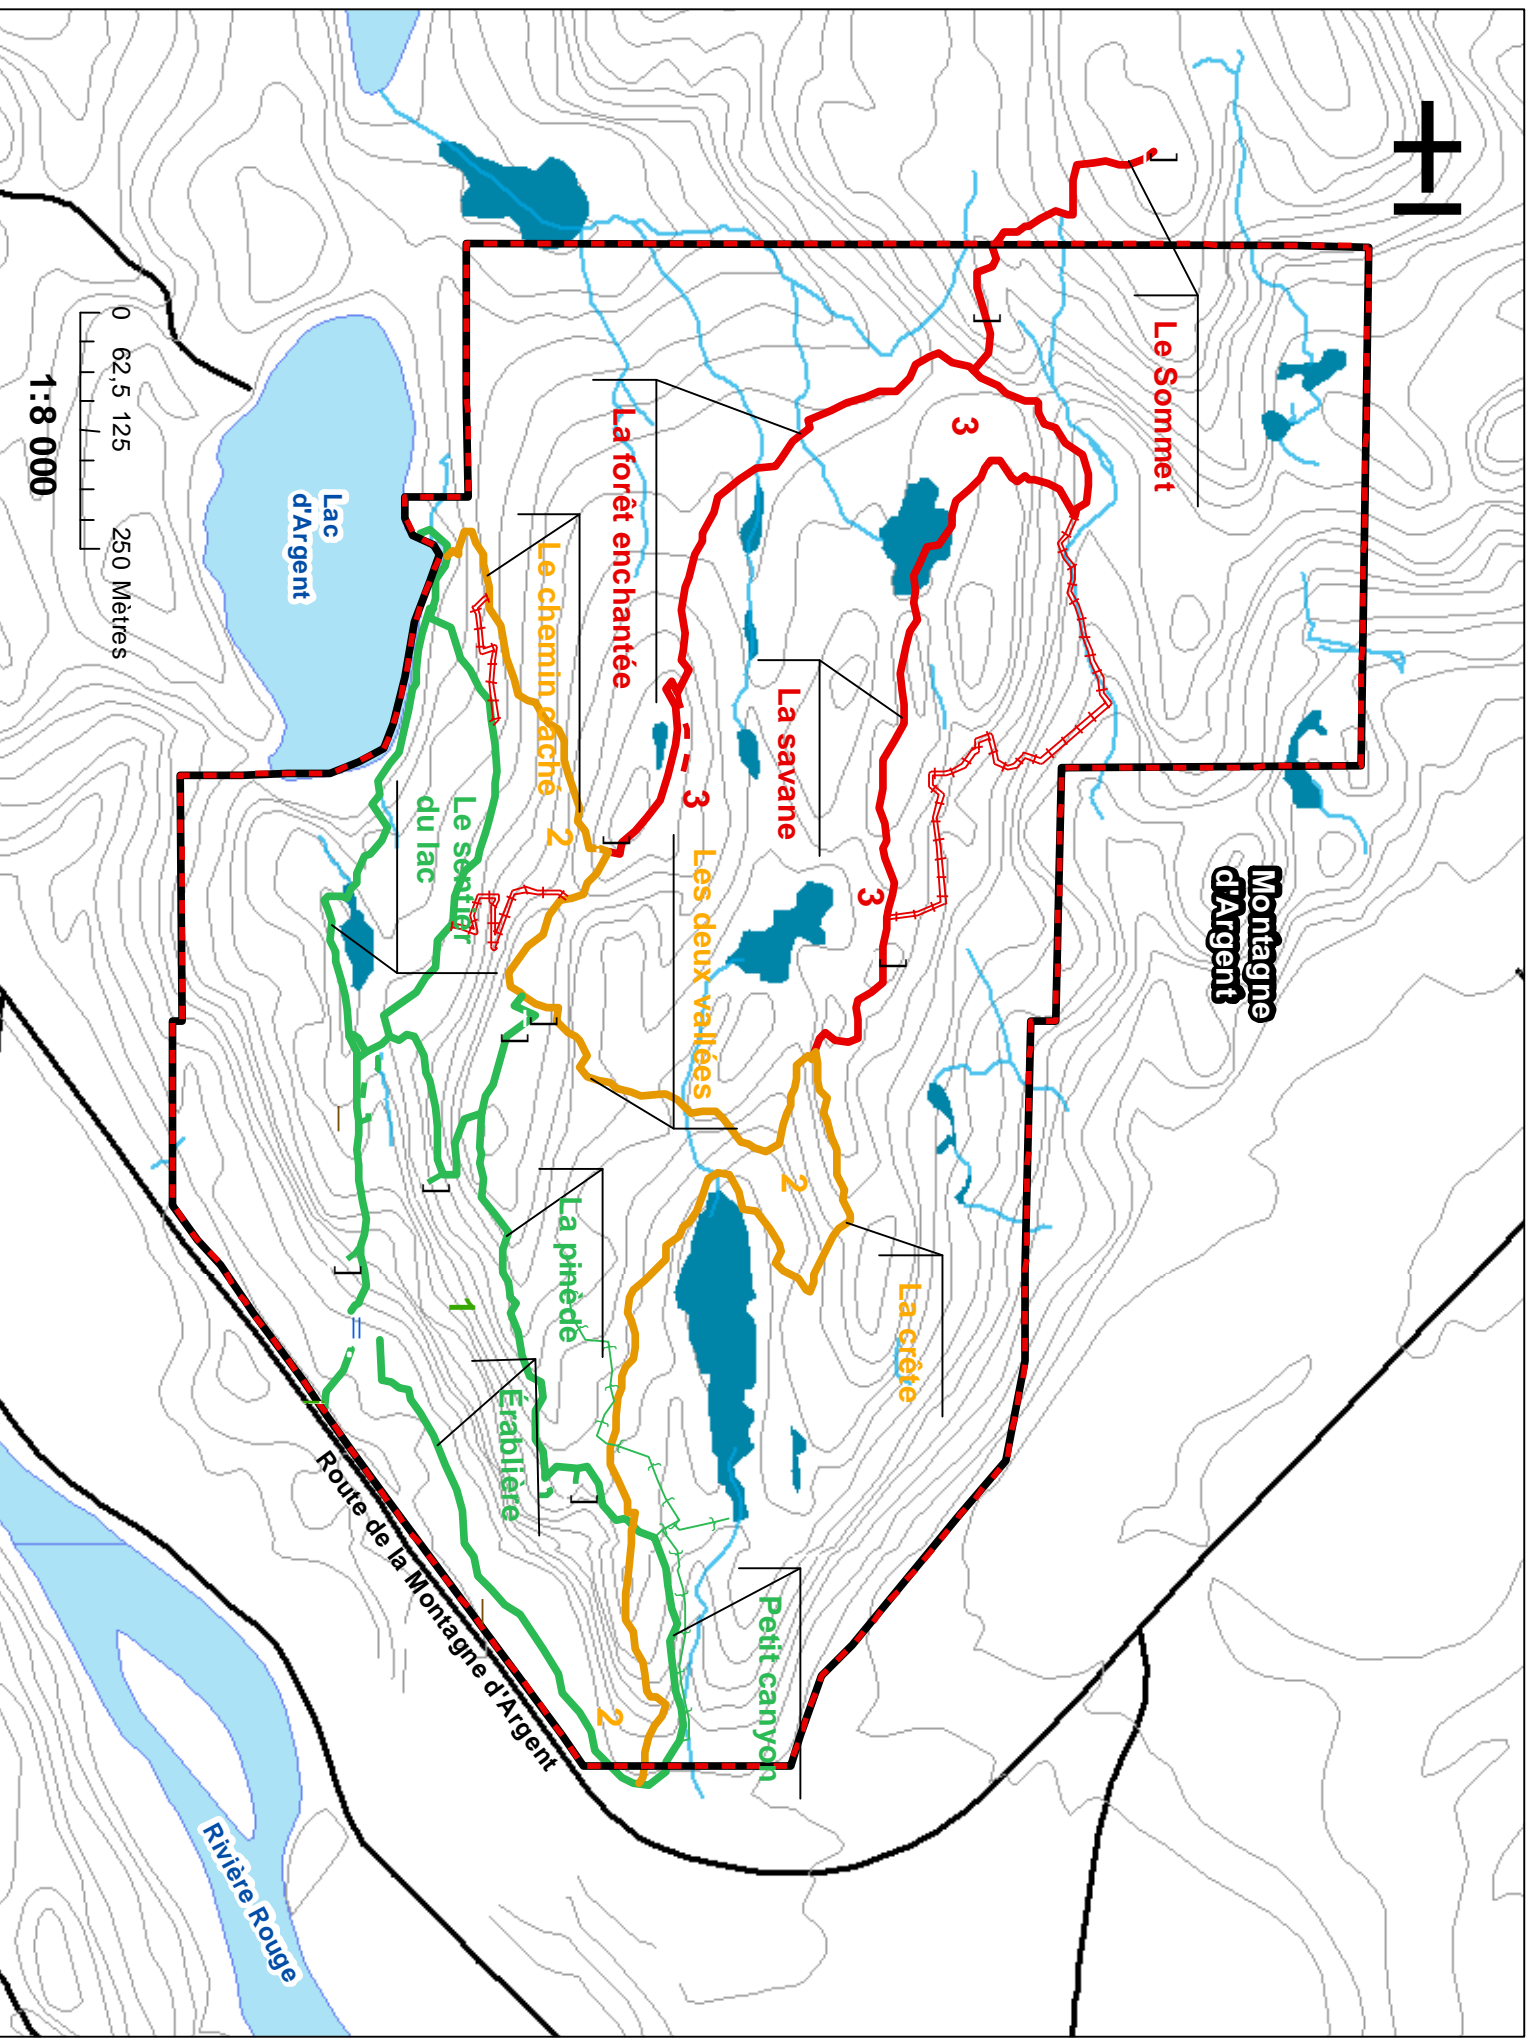 Montagne
d'Argent
Le Sommet
3
La savane
3
La forêt enchantée
3
Les deux vallées
Le chemin caché
2
La crête
2
La pinède
Le sentier
du lac
1
Érablière
Petit canyon
2
Lac
d'Argent
Route de la Montagne d'Argent
Rivière Rouge
0 62,5 125 250 Mètres
1:8 000